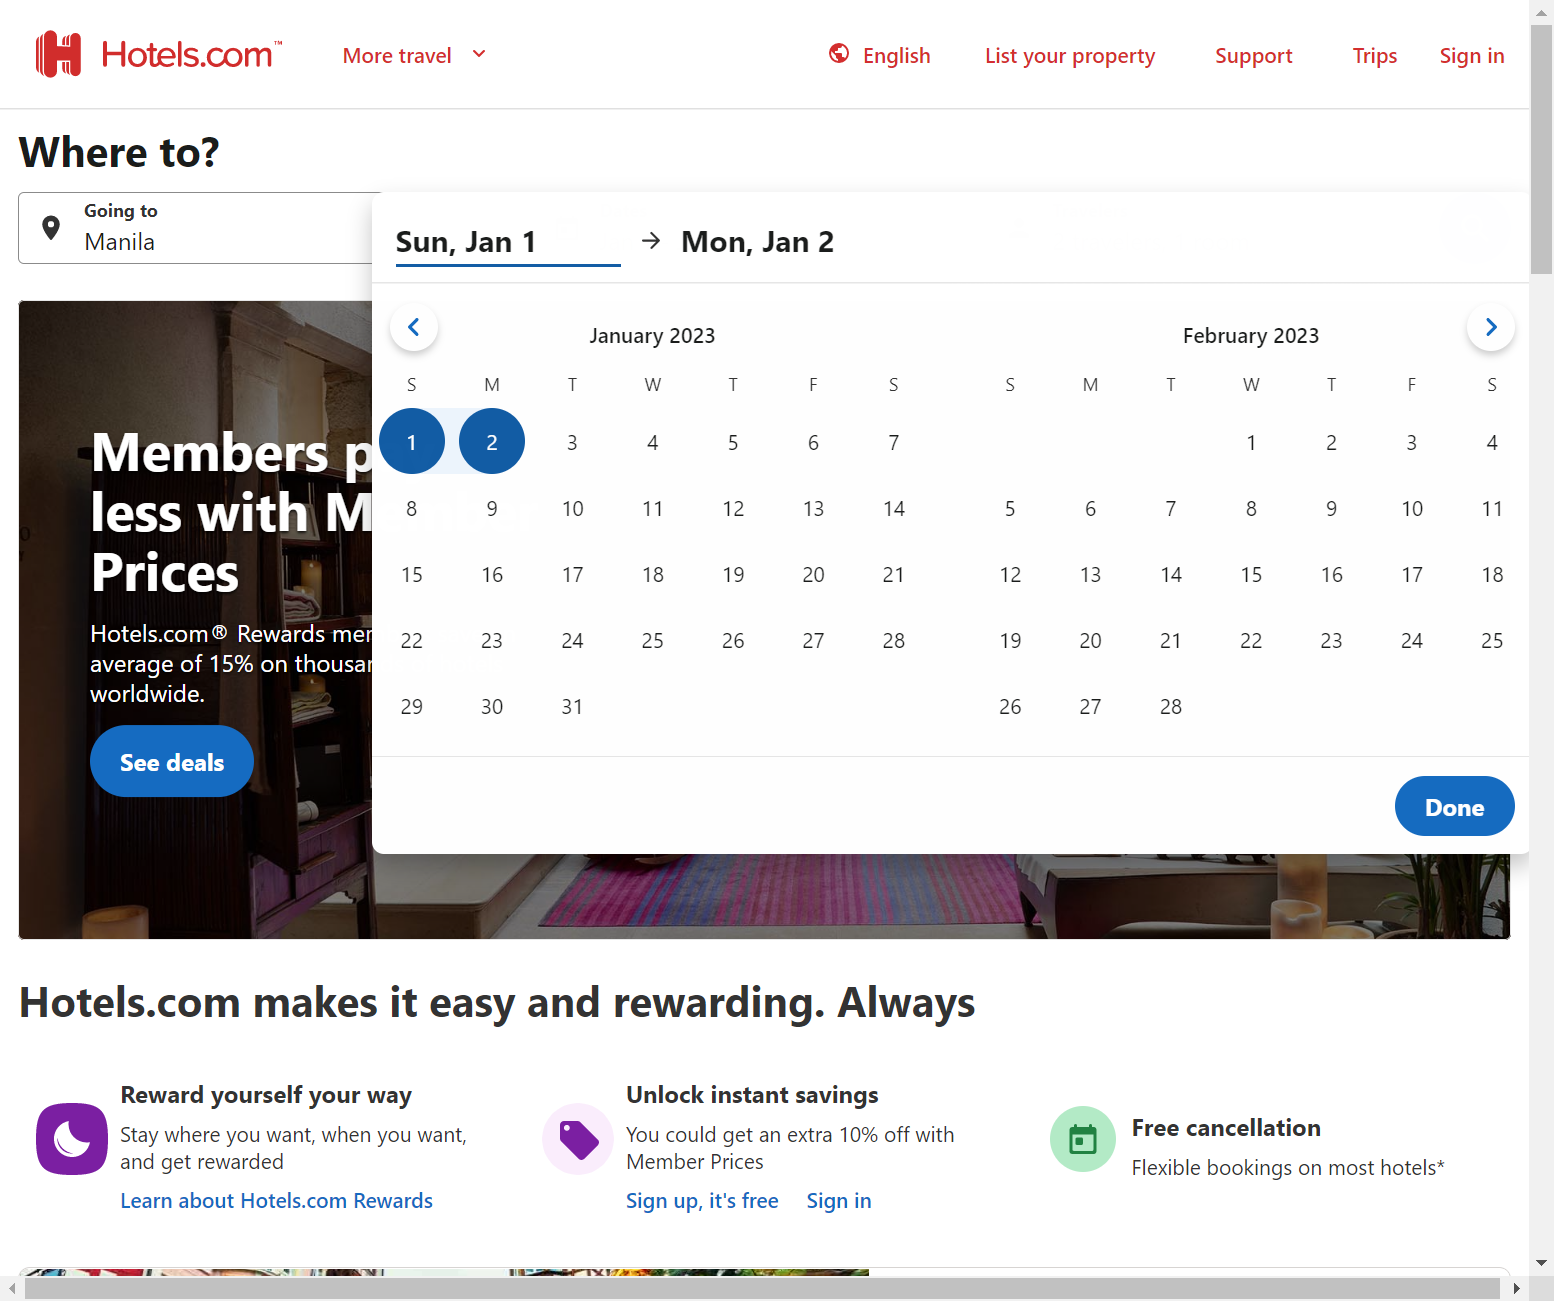 Hotels.com™
More travel
English
List your property
Support
Trips
Sign in
Where to?
Going to
Manila
Sun, Jan 1
Mon, Jan 2
January 2023
S M T W T F S
1 2 3 4 5 6 7
8 9 10 11 12 13 14
15 16 17 18 19 20 21
22 23 24 25 26 27 28
29 30 31
February 2023
S M T W T F S
1 2 3 4
5 6 7 8 9 10 11
12 13 14 15 16 17 18
19 20 21 22 23 24 25
26 27 28
Done
Members p
less with M
Prices
Hotels.com® Rewards mer
average of 15% on thousar
worldwide.
See deals
Hotels.com makes it easy and rewarding. Always
Reward yourself your way
Stay where you want, when you want,
and get rewarded
Learn about Hotels.com Rewards
Unlock instant savings
You could get an extra 10% off with
Member Prices
Sign up, it's free
Sign in
Free cancellation
Flexible bookings on most hotels*